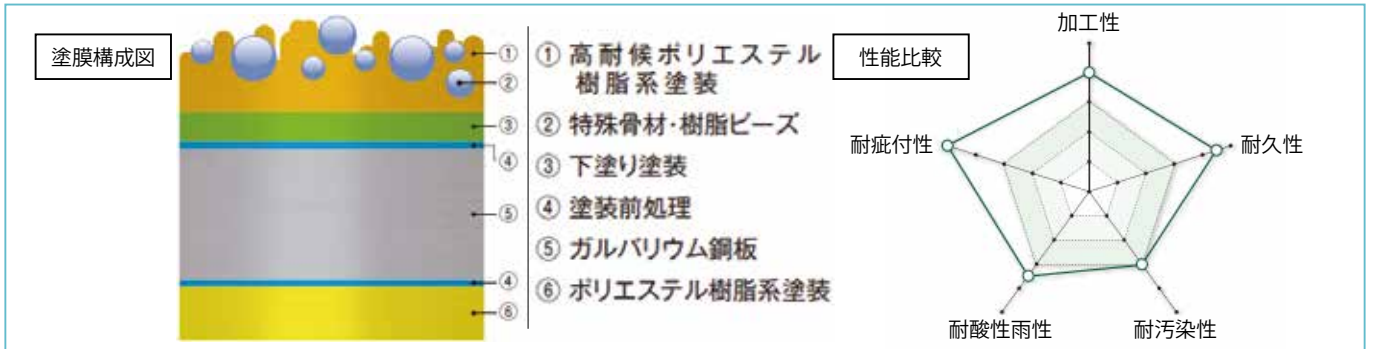 塗膜構成図
①
②
③
④
⑤
④
⑥
① 高耐候ポリエステル
樹脂系塗装
② 特殊骨材・樹脂ビーズ
③ 下塗り塗装
④ 塗装前処理
⑤ ガルバリウム鋼板
⑥ ポリエステル樹脂系塗装
性能比較
加工性
耐疵付性
耐久性
耐酸性雨性
耐汚染性